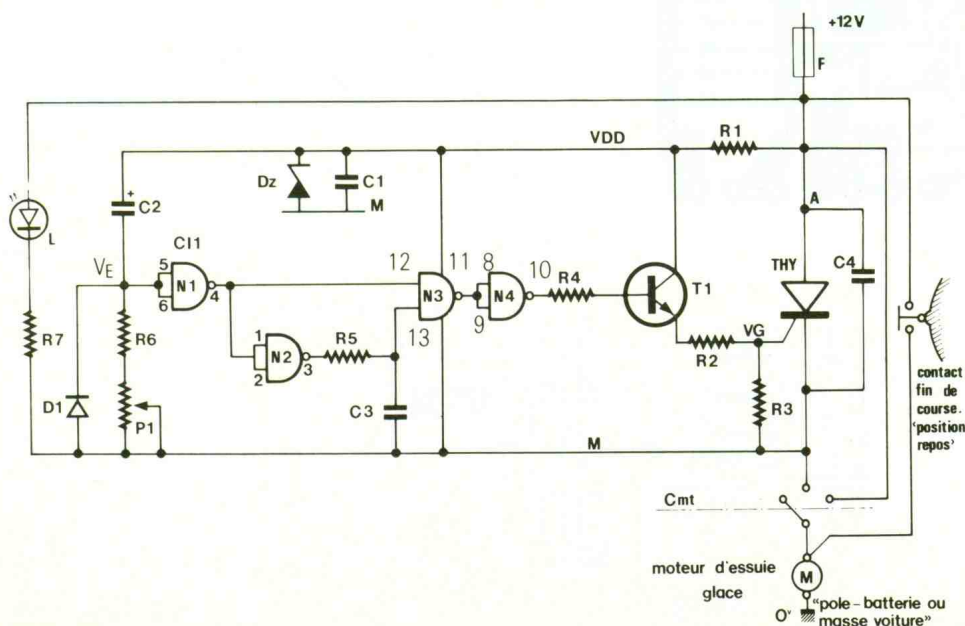 +12V
F
VDD
R1
Dz
C1
M
A
C2
+
L
CI1
VE
5
6
N1
4
12
11
8
N3
13
9
N4
10
R4
T1
THY
C4
R7
R6
1
2
N2
3
R5
R2
VG
D1
P1
C3
R3
contact
fin de
course.
'position
repos'
M
Cmt
moteur d'essuie
glace
M
0v
"pole-batterie ou
masse voiture"